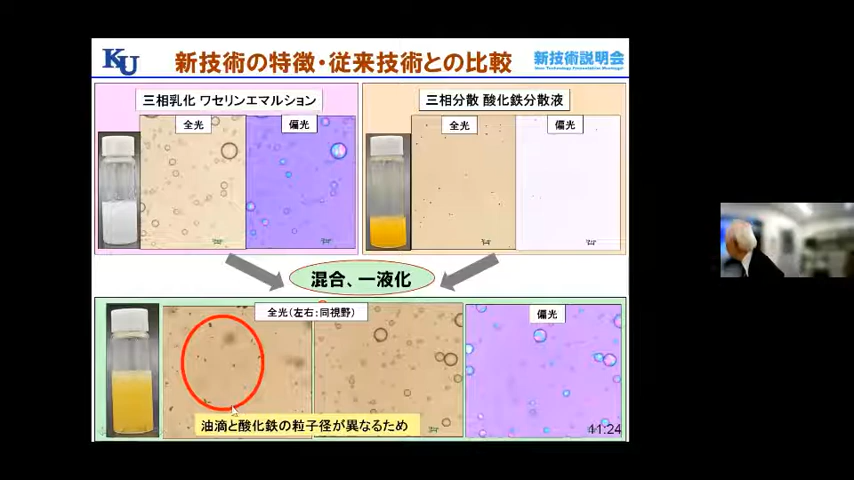 KU
新技術の特徴・従来技術との比較
新技術説明会
三相乳化 ワセリンエマルション
三相分散 酸化鉄分散液
全光
偏光
全光
偏光
混合、一液化
全光(左右:同視野)
偏光
油滴と酸化鉄の粒子径が異なるため
11:24